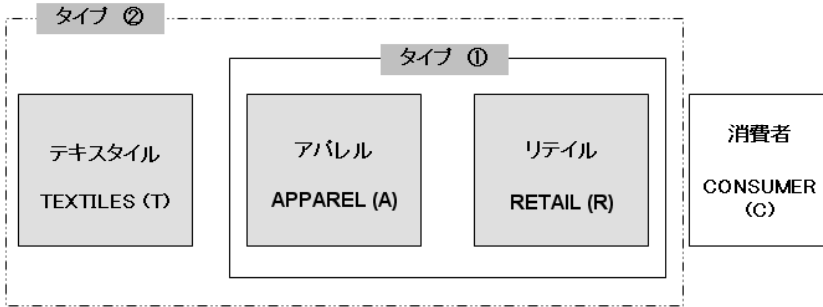 タイプ ②
タイプ ①
テキスタイル
TEXTILES (T)
アパレル
APPAREL (A)
リテイル
RETAIL (R)
消費者
CONSUMER
(C)